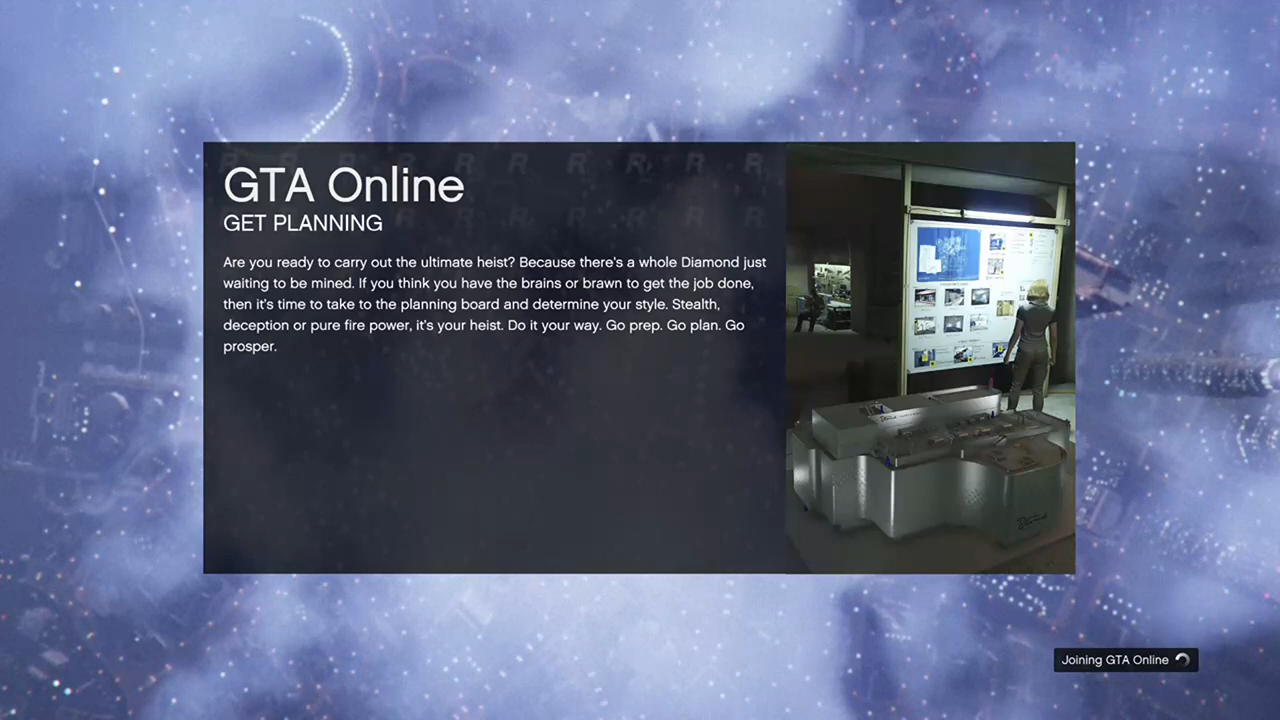 GTA Online
GET PLANNING
Are you ready to carry out the ultimate heist? Because there's a whole Diamond just
waiting to be mined. If you think you have the brains or brawn to get the job done,
then it's time to take to the planning board and determine your style. Stealth,
deception or pure fire power, it's your heist. Do it your way. Go prep. Go plan. Go
prosper.
Joining GTA Online